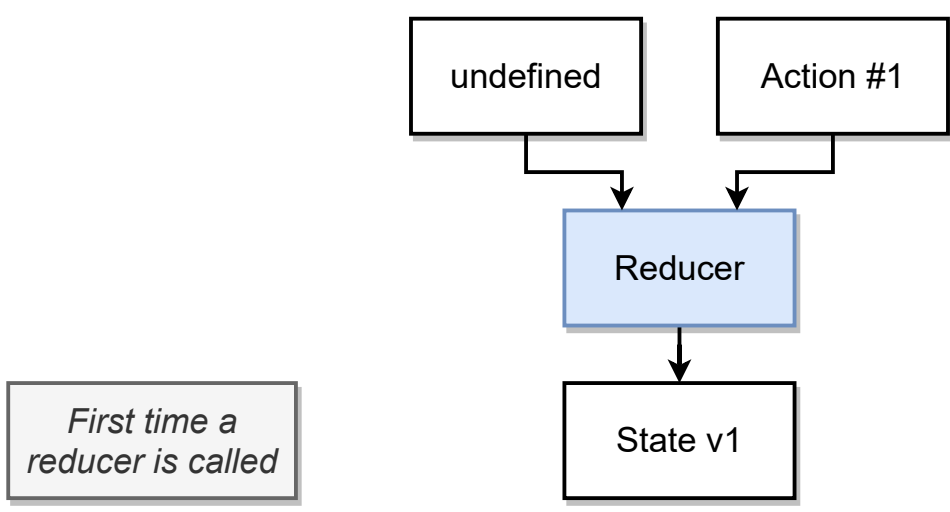 undefined
Action #1
Reducer
First time a
reducer is called
State v1